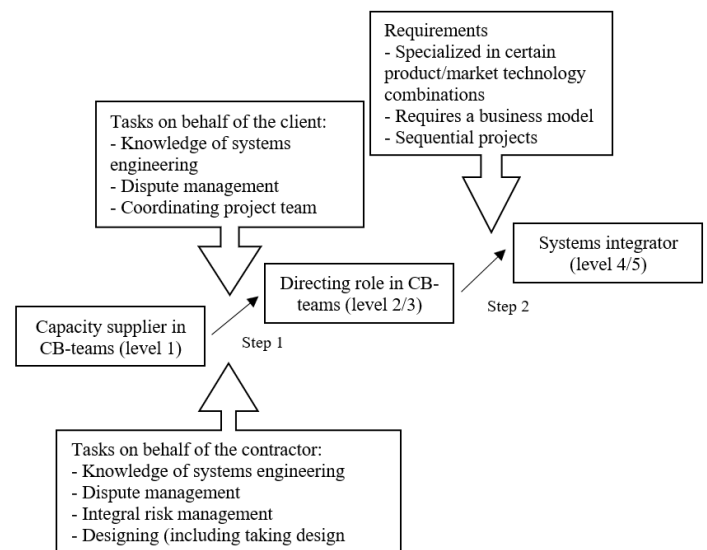 Requirements
- Specialized in certain
product/market technology
combinations
- Requires a business model
- Sequential projects
Tasks on behalf of the client:
- Knowledge of systems
engineering
- Dispute management
- Coordinating project team
Systems integrator
(level 4/5)
Directing role in CB-
teams (level 2/3)
Step 2
Capacity supplier in
CB-teams (level 1)
Step 1
Tasks on behalf of the contractor:
- Knowledge of systems engineering
- Dispute management
- Integral risk management
- Designing (including taking design